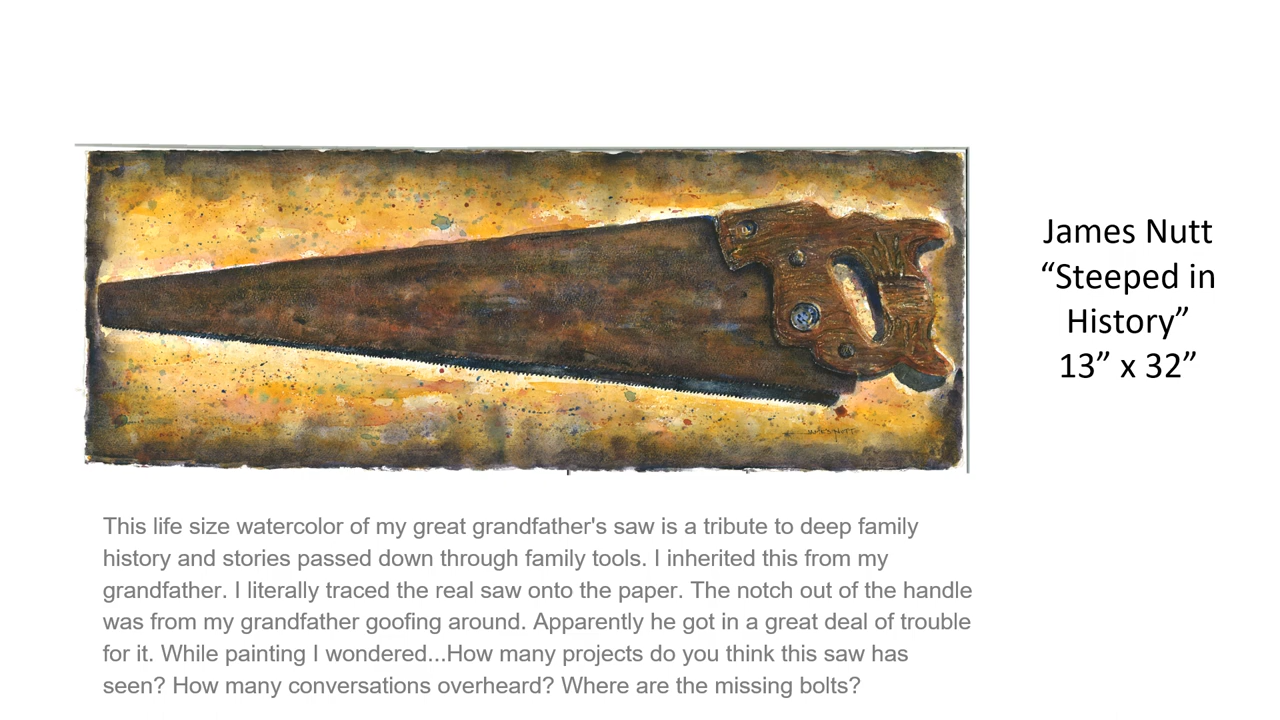 James Nutt
“Steeped in
History”
13” x 32”
This life size watercolor of my great grandfather's saw is a tribute to deep family
history and stories passed down through family tools. I inherited this from my
grandfather. I literally traced the real saw onto the paper. The notch out of the handle
was from my grandfather goofing around. Apparently he got in a great deal of trouble
for it. While painting I wondered...How many projects do you think this saw has
seen? How many conversations overheard? Where are the missing bolts?